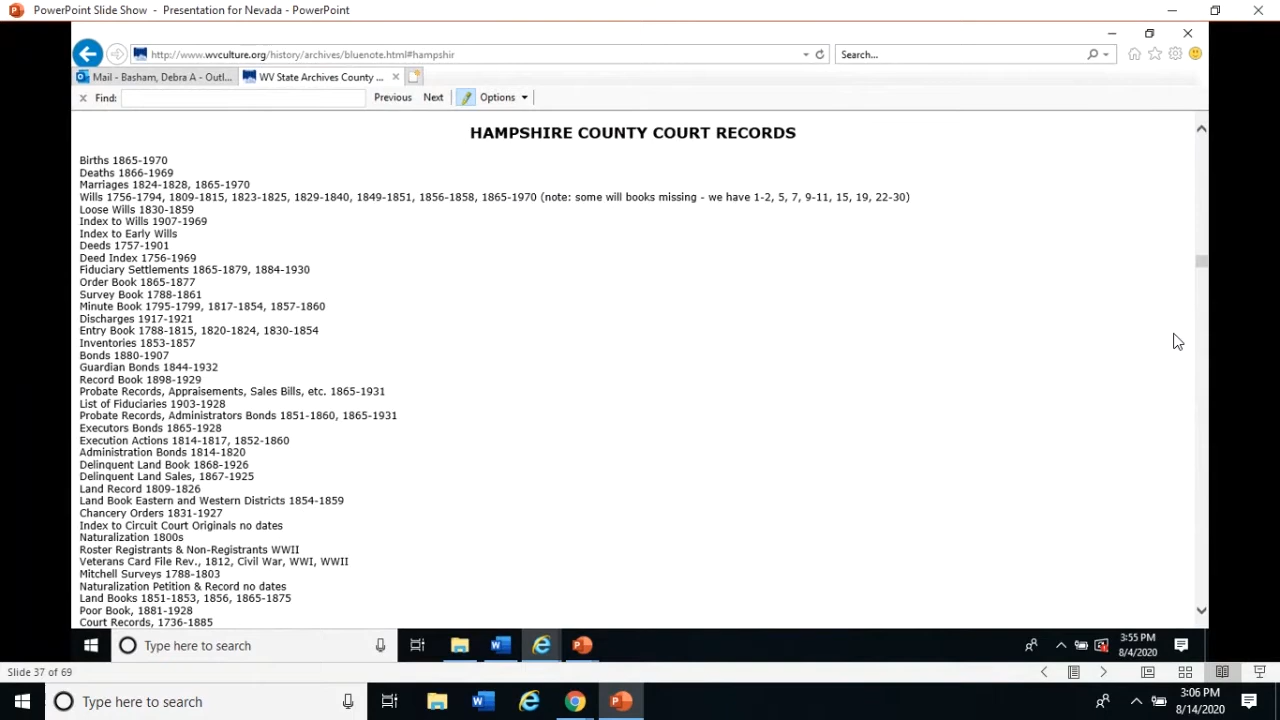 PowerPoint Slide Show - Presentation for Nevada - PowerPoint
http://www.wvculture.org/history/archives/bluenote.html#hampshir
Search...
Mail - Basham, Debra A - Outl...
WV State Archives County ...
Find:
Previous
Next
Options
HAMPSHIRE COUNTY COURT RECORDS
Births 1865-1970
Deaths 1866-1969
Marriages 1824-1828, 1865-1970
Wills 1756-1794, 1809-1815, 1823-1825, 1829-1840, 1849-1851, 1856-1858, 1865-1970 (note: some will books missing - we have 1-2, 5, 7, 9-11, 15, 19, 22-30)
Loose Wills 1830-1859
Index to Wills 1907-1969
Index to Early Wills
Deeds 1757-1901
Deed Index 1756-1969
Fiduciary Settlements 1865-1879, 1884-1930
Order Book 1865-1877
Survey Book 1788-1861
Minute Book 1795-1799, 1817-1854, 1857-1860
Discharges 1917-1921
Entry Book 1788-1815, 1820-1824, 1830-1854
Inventories 1853-1857
Bonds 1880-1907
Guardian Bonds 1844-1932
Record Book 1898-1929
Probate Records, Appraisements, Sales Bills, etc. 1865-1931
List of Fiduciaries 1903-1928
Probate Records, Administrators Bonds 1851-1860, 1865-1931
Executors Bonds 1865-1928
Execution Actions 1814-1817, 1852-1860
Administration Bonds 1814-1820
Delinquent Land Book 1868-1926
Delinquent Land Sales, 1867-1925
Land Record 1809-1826
Land Book Eastern and Western Districts 1854-1859
Chancery Orders 1831-1927
Index to Circuit Court Originals no dates
Naturalization 1800s
Roster Registrants & Non-Registrants WWII
Veterans Card File Rev., 1812, Civil War, WWI, WWII
Mitchell Surveys 1788-1803
Naturalization Petition & Record no dates
Land Books 1851-1853, 1856, 1865-1875
Poor Book, 1881-1928
Court Records, 1736-1885
Type here to search
3:55 PM
8/4/2020
Slide 37 of 69
Type here to search
3:06 PM
8/14/2020